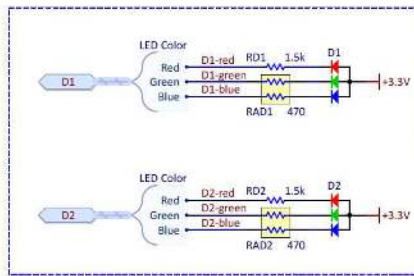 LED Color
D1-red RD1 1.5k D1
Red
D1-green
D1 Green +3.3V
D1-blue
Blue
RAD1 470
LED Color
D2-red RD2 1.5k D2
Red
D2-green
D2 Green +3.3V
D2-blue
Blue
RAD2 470